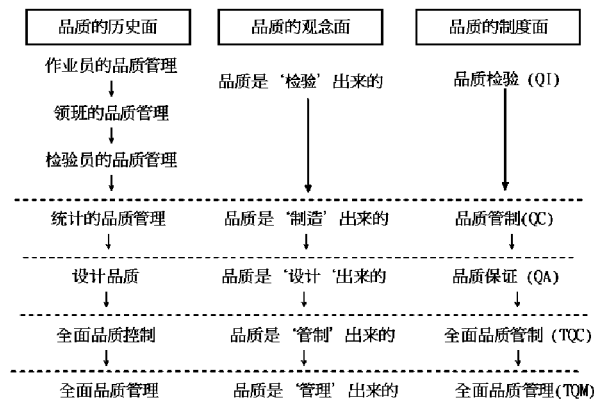 品质的历史面 品质的观念面 品质的制度面
作业员的品质管理
品质是‘检验’出来的 品质检验 (QI)
领班的品质管理
检验员的品质管理
统计的品质管理 品质是‘制造’出来的 品质管制(QC)
设计品质 品质是‘设计‘出来的 品质保证 (QA)
全面品质控制 品质是‘管制’出来的 全面品质管制 (TQC)
全面品质管理 品质是‘管理’出来的 全面品质管理(TQM)